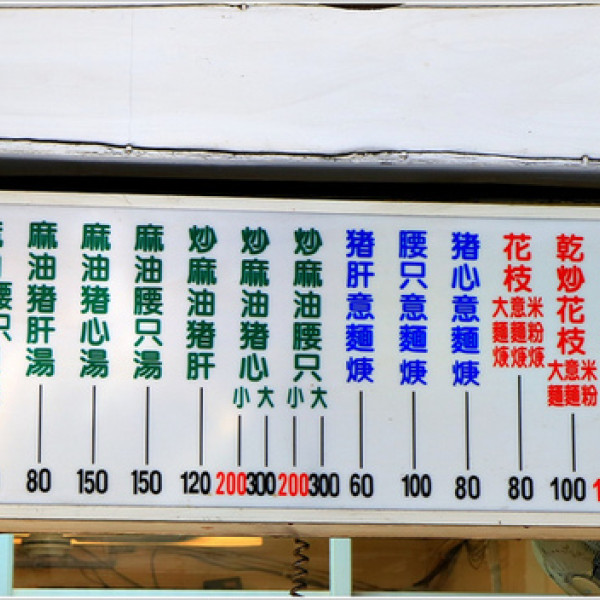 麻油豬肝湯 80
麻油豬心湯 150
麻油腰只湯 150
炒麻油豬肝 120
炒麻油豬心 小 200 大 300
炒麻油腰只 小 200 大 300
猪肝意麵焿 60
腰只意麵焿 100
猪心意麵焿 80
花枝 大麵焿 意麵焿 米粉焿 80
乾炒花枝 大麵 意麵 米粉 100